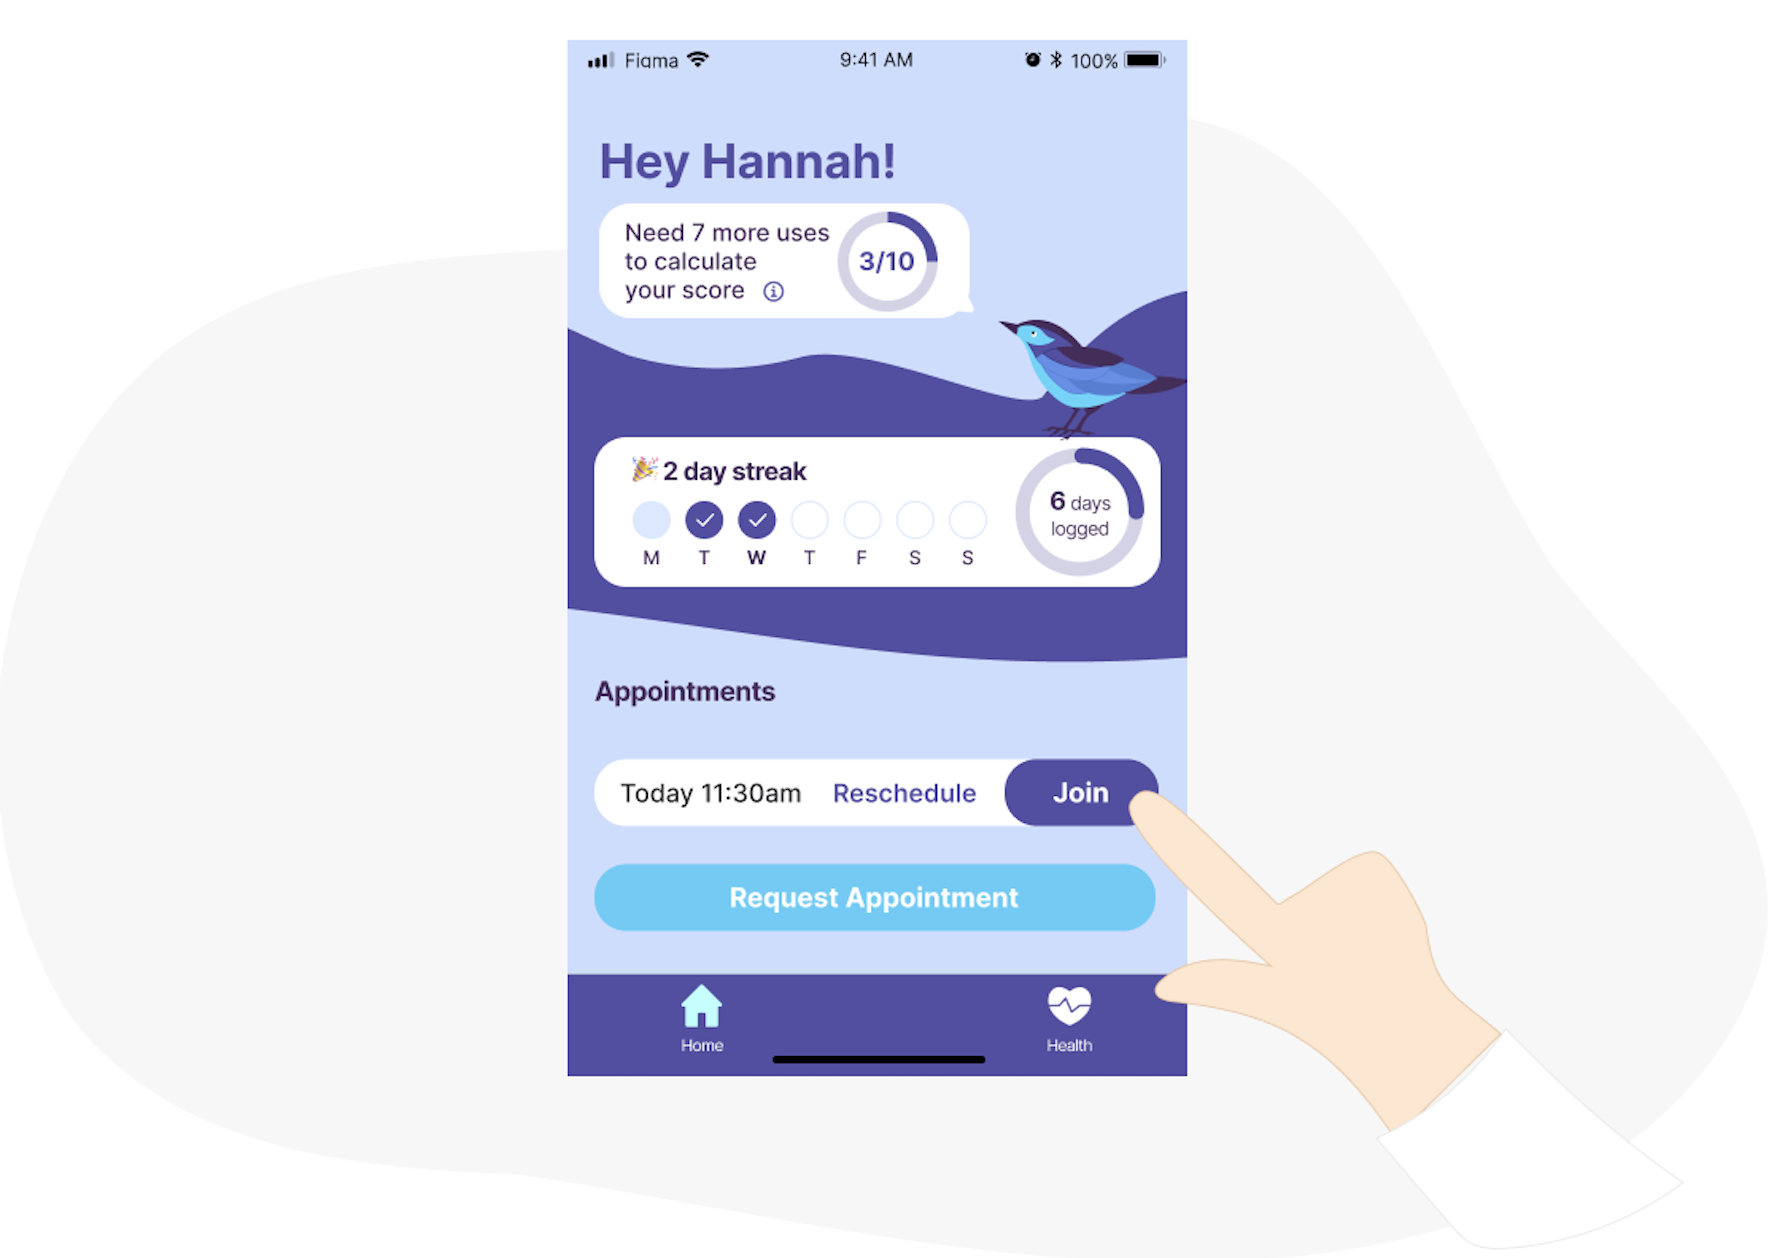 Figma 9:41 AM 100%
Hey Hannah!
Need 7 more uses
to calculate
your score
3/10
🎉 2 day streak
M T W T F S S
6 days
logged
Appointments
Today 11:30am Reschedule Join
Request Appointment
Home Health